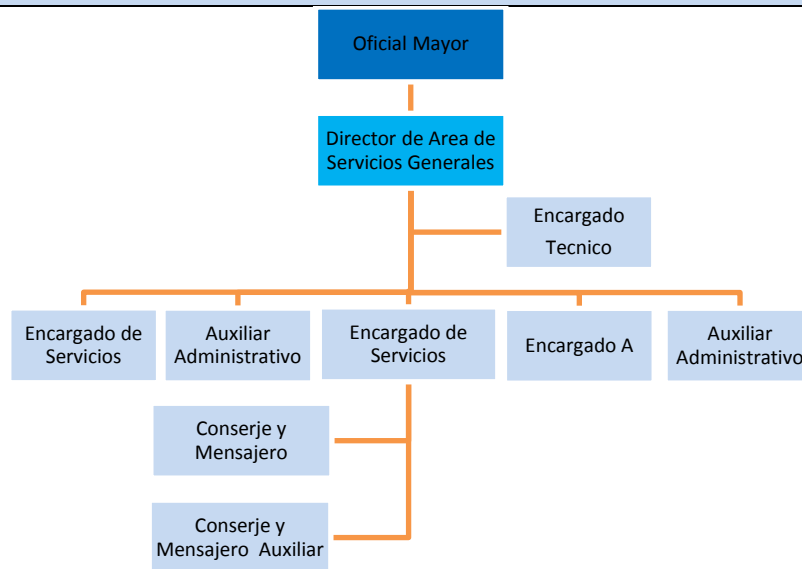 Oficial Mayor
Director de Area de
Servicios Generales
Encargado
Tecnico
Encargado de
Servicios
Auxiliar
Administrativo
Encargado de
Servicios
Encargado A
Auxiliar
Administrativo
Conserje y
Mensajero
Conserje y
Mensajero Auxiliar